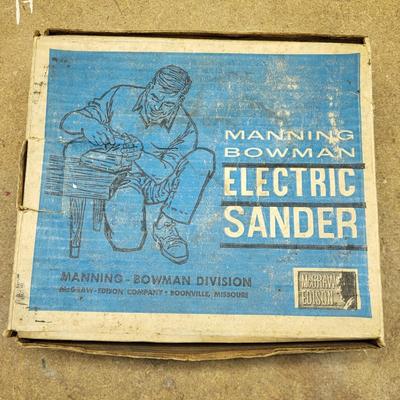 MANNING
BOWMAN
ELECTRIC
SANDER
MANNING-BOWMAN DIVISION
McGRAW-EDISON COMPANY • BOONVILLE, MISSOURI
McGRAW
EDISON